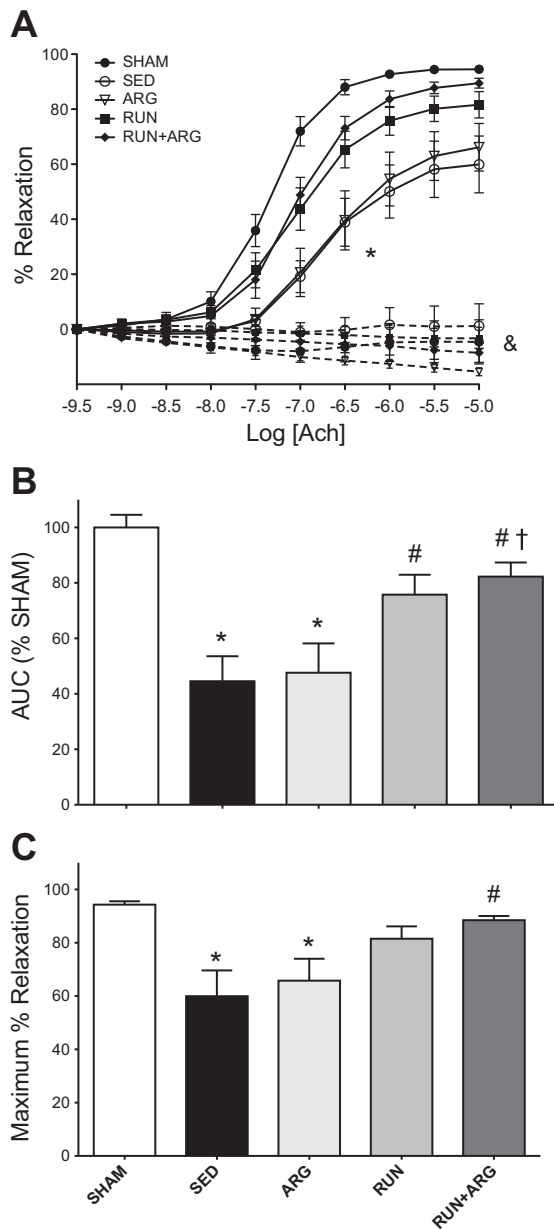 A
100
80
60
40
20
0
% Relaxation
SHAM
SED
ARG
RUN
RUN+ARG
*
&
-9.5 -9.0 -8.5 -8.0 -7.5 -7.0 -6.5 -6.0 -5.5 -5.0
Log [Ach]
B
100
80
60
40
20
0
AUC (% SHAM)
*
*
#
# †
C
100
80
60
40
20
0
Maximum % Relaxation
*
*
#
SHAM
SED
ARG
RUN
RUN+ARG